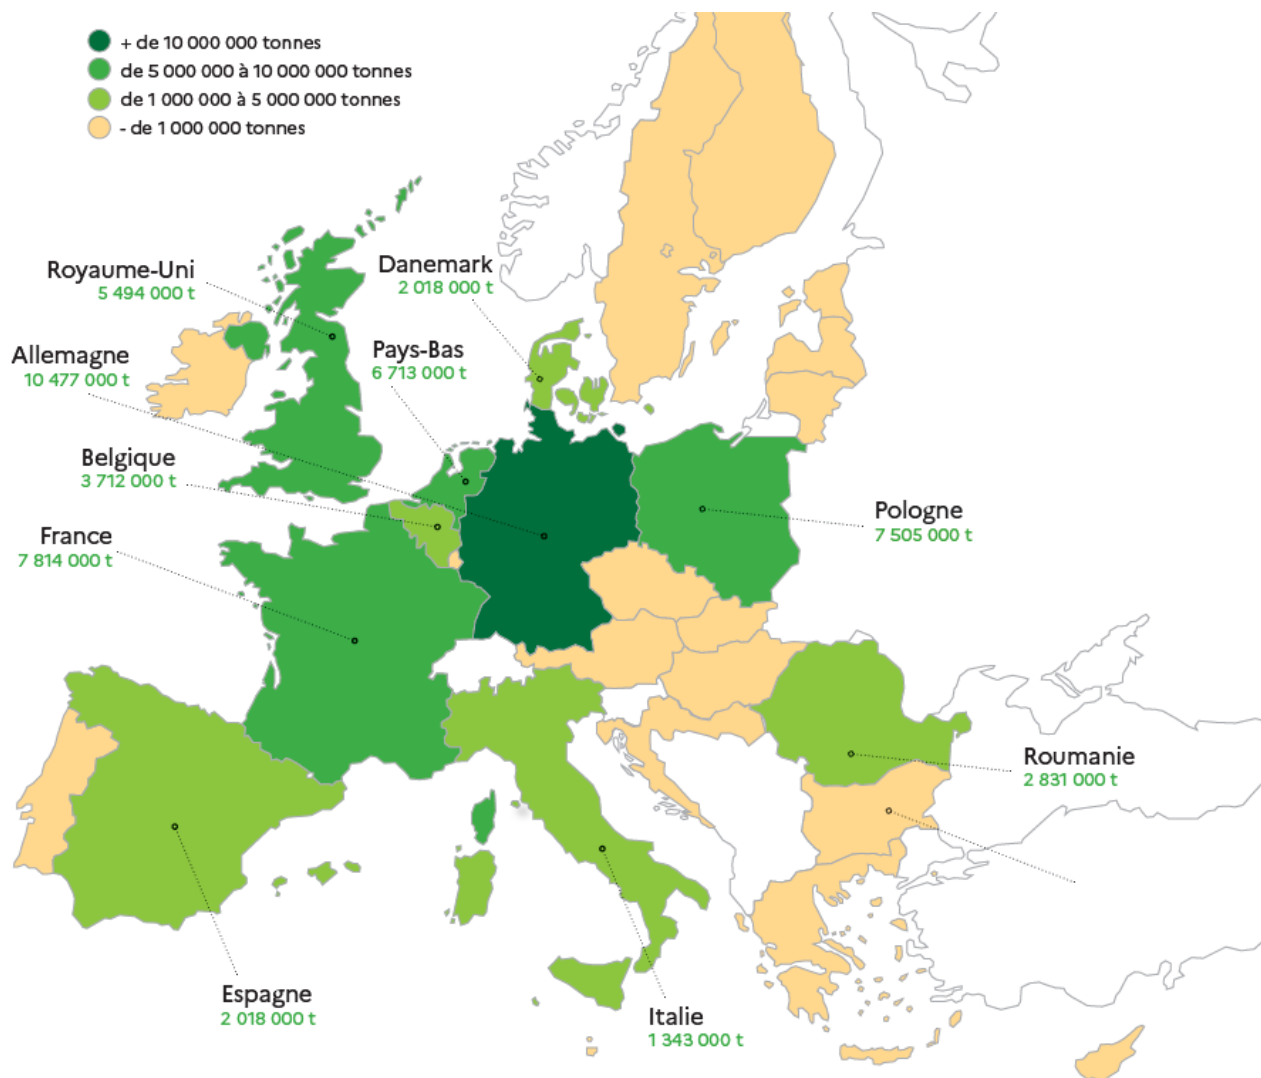 + de 10 000 000 tonnes
de 5 000 000 à 10 000 000 tonnes
de 1 000 000 à 5 000 000 tonnes
- de 1 000 000 tonnes
Royaume-Uni
5 494 000 t
Danemark
2 018 000 t
Allemagne
10 477 000 t
Pays-Bas
6 713 000 t
Belgique
3 712 000 t
France
7 814 000 t
Pologne
7 505 000 t
Roumanie
2 831 000 t
Espagne
2 018 000 t
Italie
1 343 000 t